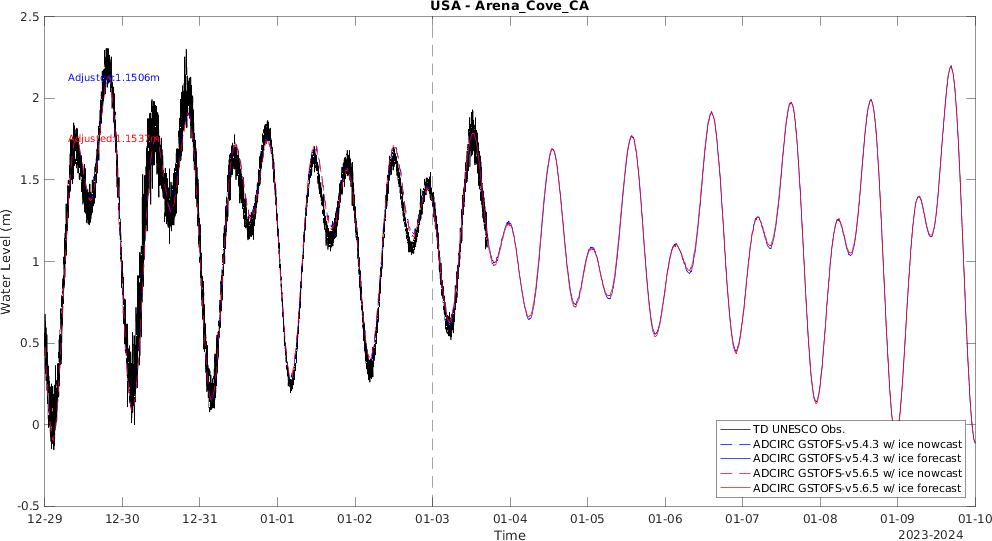 USA - Arena_Cove_CA
2.5
2
1.5
1
0.5
0
-0.5
Water Level (m)
Adjusted:1.1506m
Adjusted:1.1537m
TD UNESCO Obs.
ADCIRC GSTOFS-v5.4.3 w/ ice nowcast
ADCIRC GSTOFS-v5.4.3 w/ ice forecast
ADCIRC GSTOFS-v5.6.5 w/ ice nowcast
ADCIRC GSTOFS-v5.6.5 w/ ice forecast
12-29 12-30 12-31 01-01 01-02 01-03 01-04 01-05 01-06 01-07 01-08 01-09 01-10
Time
2023-2024